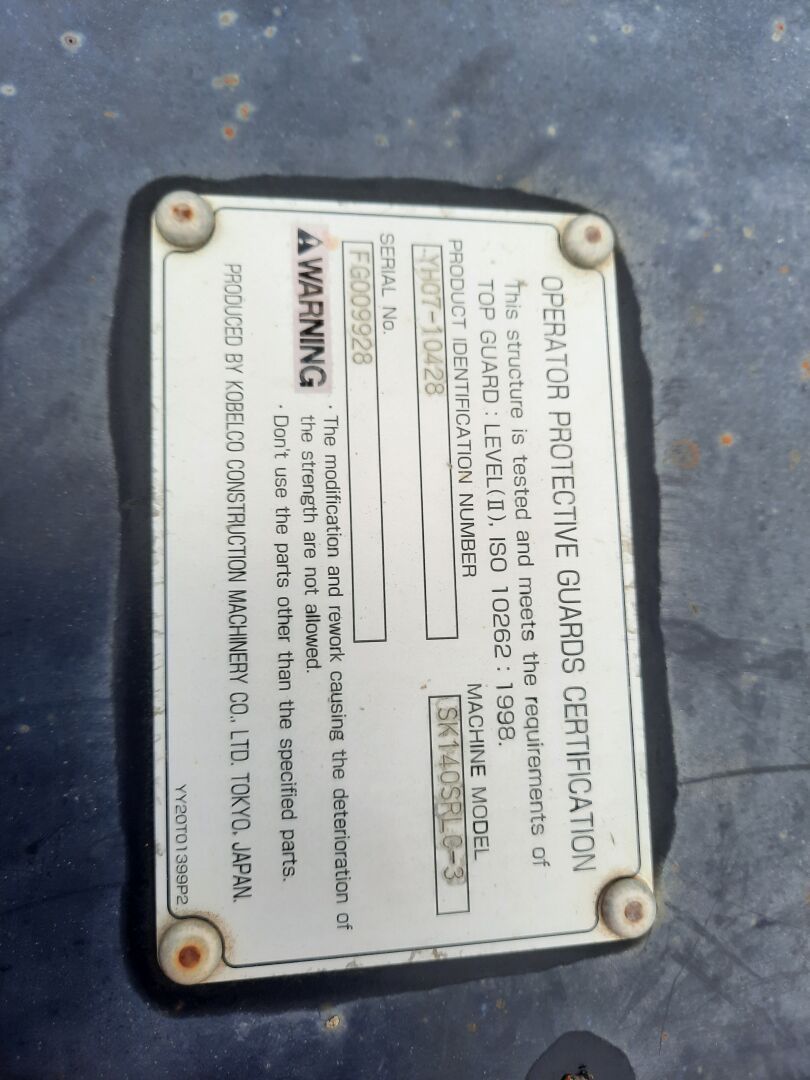 OPERATOR PROTECTIVE GUARDS CERTIFICATION
This structure is tested and meets the requirements of
TOP GUARD : LEVEL(II), ISO 10262 : 1998.
PRODUCT IDENTIFICATION NUMBER
YH07-10428
MACHINE MODEL
SK140SRLC-3
SERIAL No.
FG009928
WARNING
· The modification and rework causing the deterioration of
the strength are not allowed.
· Don't use the parts other than the specified parts.
PRODUCED BY KOBELCO CONSTRUCTION MACHINERY CO., LTD. TOKYO, JAPAN.
YY20T01399P2